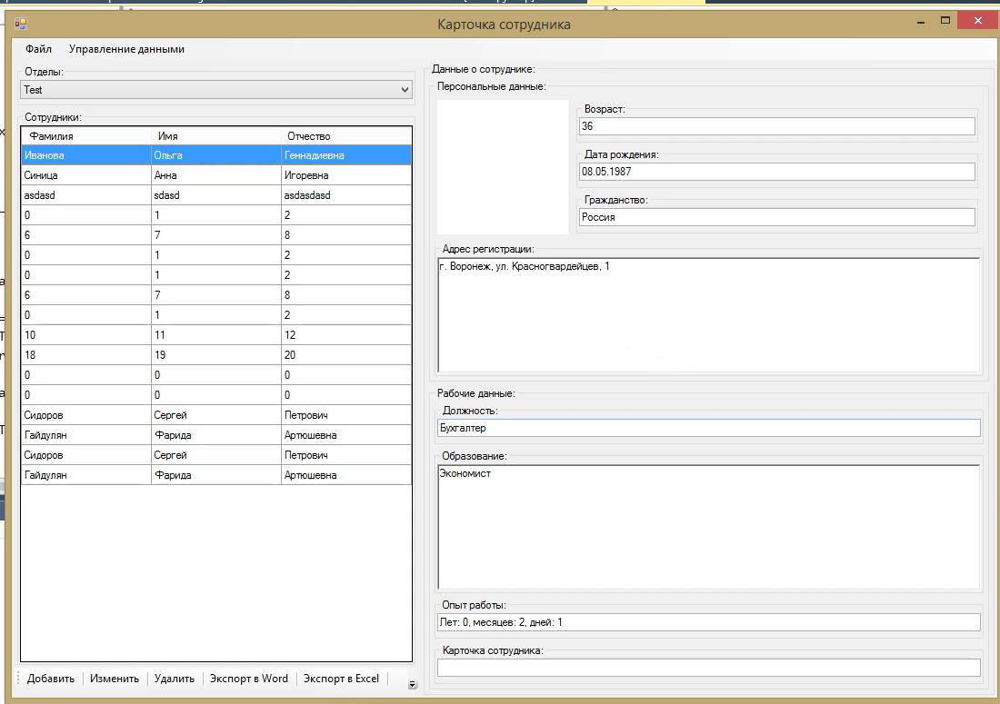 Карточка сотрудника
Файл Управленние данными
Отделы:
Test
Сотрудники:
Фамилия Имя Отчество
Иванова Ольга Геннадиевна
Синица Анна Игоревна
asdasd sdasd asdasdasd
0 1 2
6 7 8
0 1 2
0 1 2
6 7 8
0 1 2
10 11 12
18 19 20
0 0 0
0 0 0
Сидоров Сергей Петрович
Гайдулян Фарида Артюшевна
Сидоров Сергей Петрович
Гайдулян Фарида Артюшевна
Добавить Изменить Удалить Экспорт в Word Экспорт в Excel
Данные о сотруднике:
Персональные данные:
Возраст:
36
Дата рождения:
08.05.1987
Гражданство:
Россия
Адрес регистрации:
г. Воронеж, ул. Красногвардейцев, 1
Рабочие данные:
Должность:
Бухгалтер
Образование:
Экономист
Опыт работы:
Лет: 0, месяцев: 2, дней: 1
Карточка сотрудника: